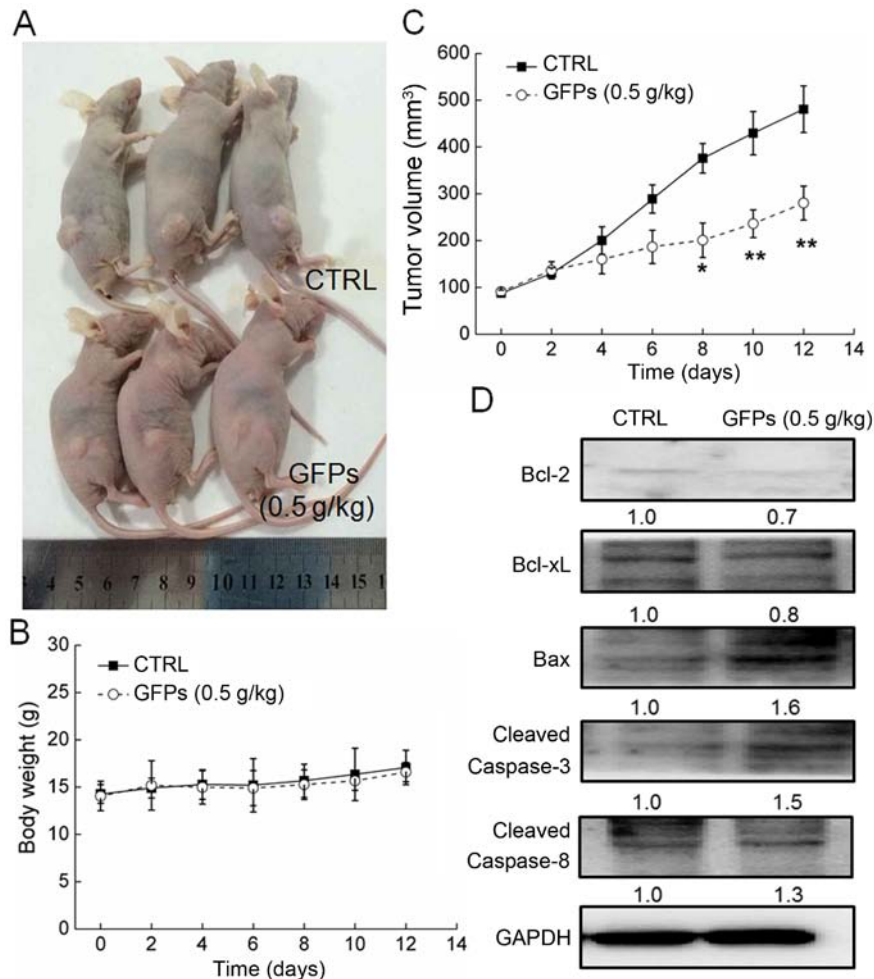 A
CTRL
GFPs
(0.5 g/kg)
4 5 6 7 8 9 10 11 12 13 14 15
B
30
25
20
15
10
5
0
Body weight (g)
CTRL
GFPs (0.5 g/kg)
0 2 4 6 8 10 12 14
Time (days)
C
600
500
400
300
200
100
0
Tumor volume (mm³)
CTRL
GFPs (0.5 g/kg)
* ** **
0 2 4 6 8 10 12 14
Time (days)
D
CTRL GFPs (0.5 g/kg)
Bcl-2
1.0 0.7
Bcl-xL
1.0 0.8
Bax
1.0 1.6
Cleaved
Caspase-3
1.0 1.5
Cleaved
Caspase-8
1.0 1.3
GAPDH